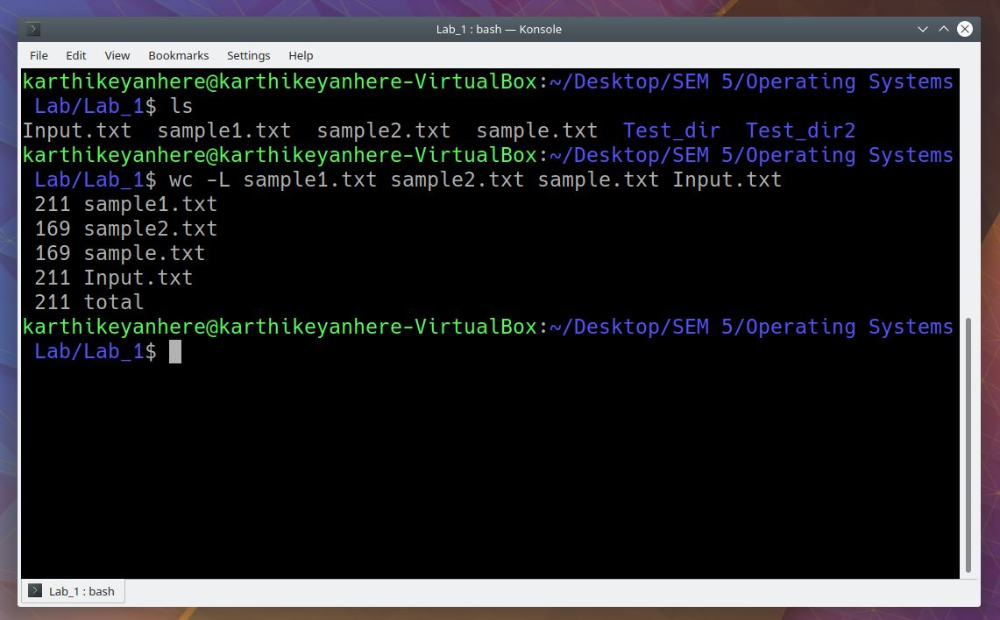 Lab_1 : bash — Konsole
File Edit View Bookmarks Settings Help
karthikeyanhere@karthikeyanhere-VirtualBox:~/Desktop/SEM 5/Operating Systems
Lab/Lab_1$ ls
Input.txt sample1.txt sample2.txt sample.txt Test_dir Test_dir2
karthikeyanhere@karthikeyanhere-VirtualBox:~/Desktop/SEM 5/Operating Systems
Lab/Lab_1$ wc -L sample1.txt sample2.txt sample.txt Input.txt
211 sample1.txt
169 sample2.txt
169 sample.txt
211 Input.txt
211 total
karthikeyanhere@karthikeyanhere-VirtualBox:~/Desktop/SEM 5/Operating Systems
Lab/Lab_1$
Lab_1 : bash